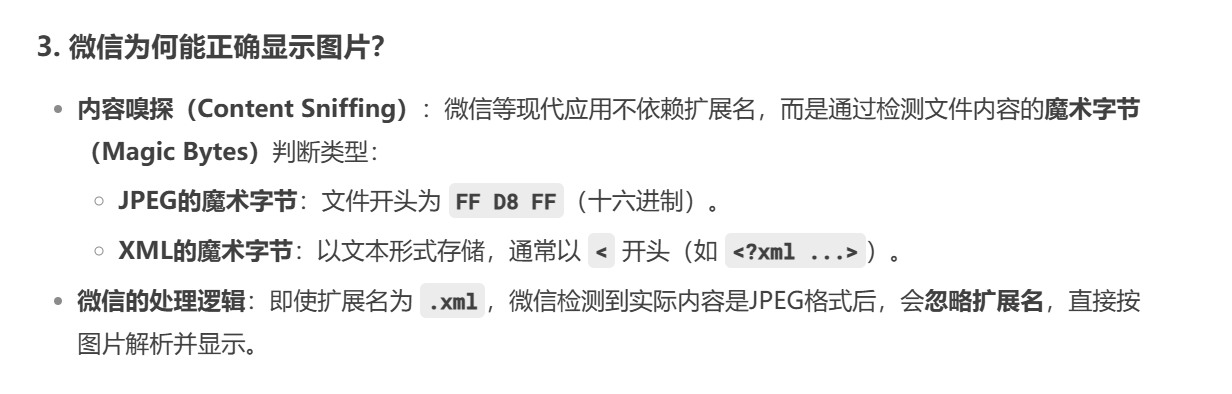 3. 微信为何能正确显示图片？
内容嗅探（Content Sniffing）：微信等现代应用不依赖扩展名，而是通过检测文件内容的魔术字节
（Magic Bytes）判断类型：
JPEG的魔术字节：文件开头为 FF D8 FF（十六进制）。
XML的魔术字节：以文本形式存储，通常以 < 开头（如 <?xml ...>）。
微信的处理逻辑：即使扩展名为 .xml，微信检测到实际内容是JPEG格式后，会忽略扩展名，直接按
图片解析并显示。